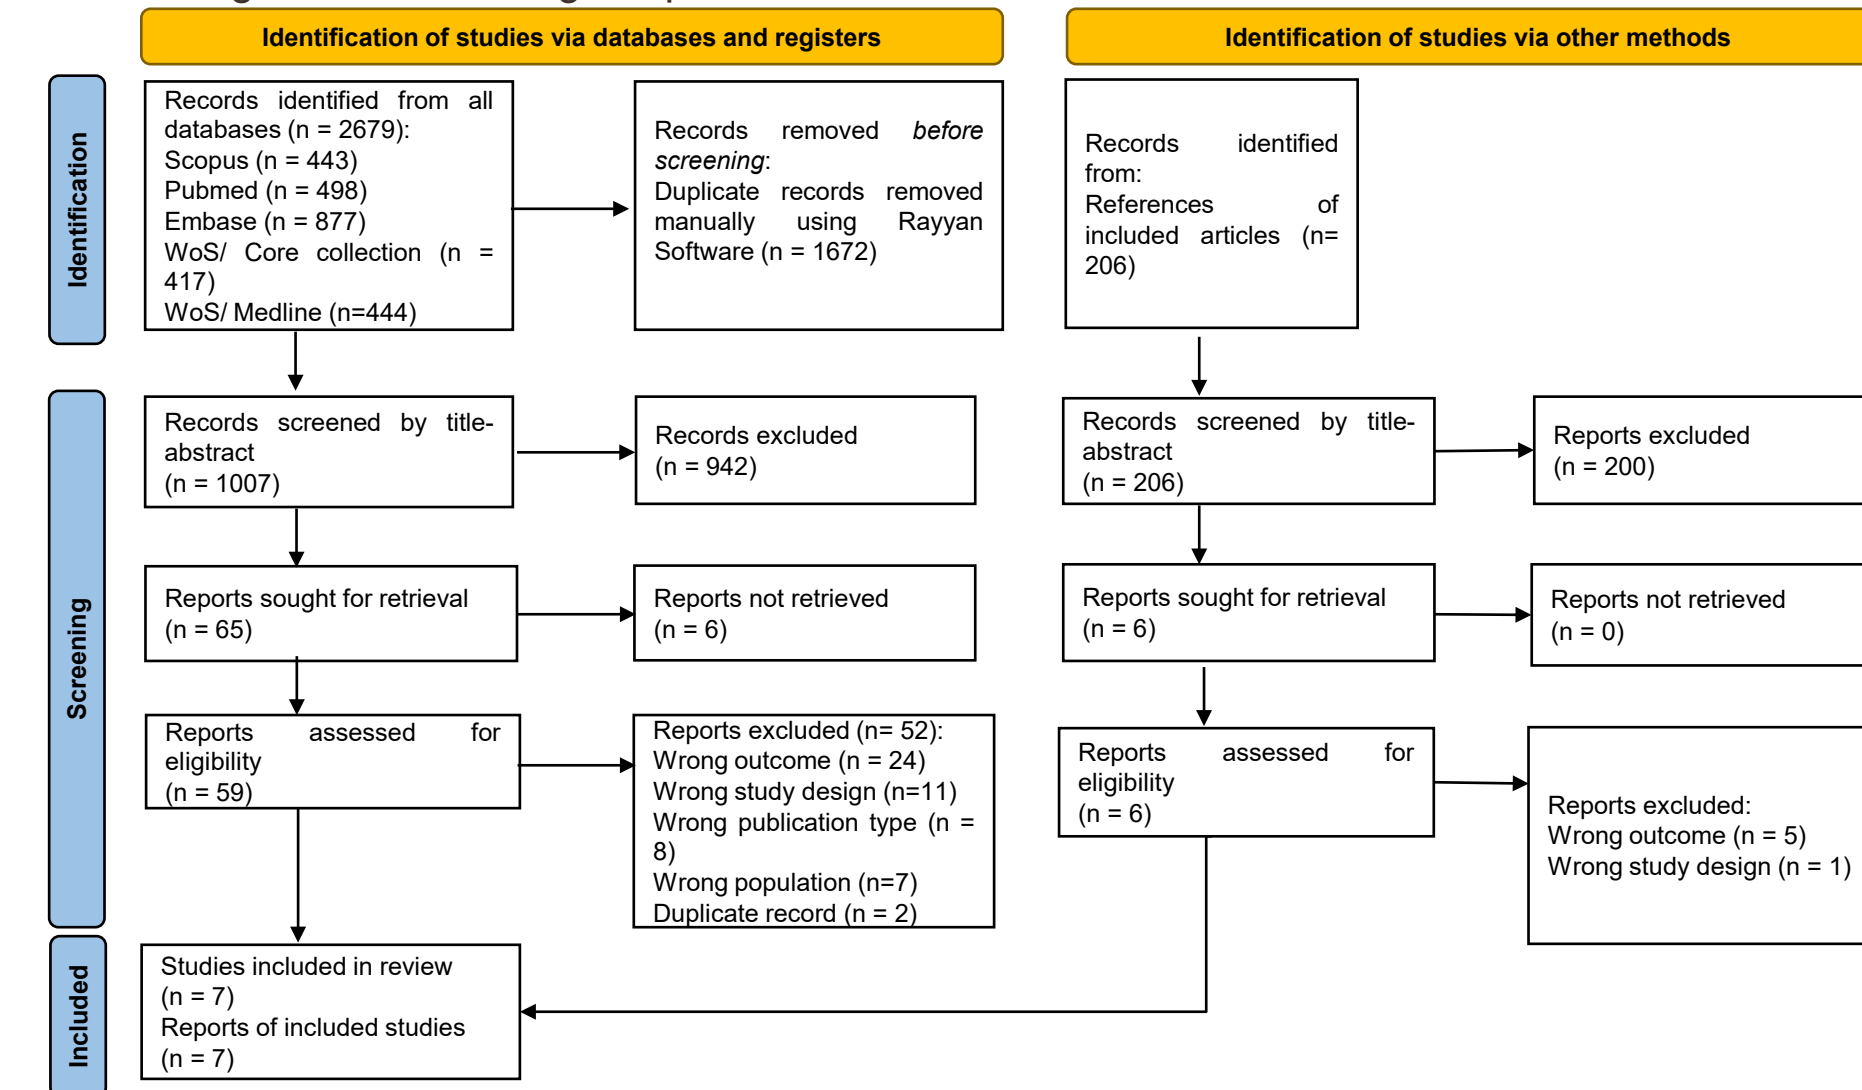 Identification of studies via databases and registers
Identification of studies via other methods
Identification
Records identified from all
databases (n = 2679):
Scopus (n = 443)
Pubmed (n = 498)
Embase (n = 877)
WoS/ Core collection (n =
417)
WoS/ Medline (n=444)
Records removed before
screening:
Duplicate records removed
manually using Rayyan
Software (n = 1672)
Records identified
from:
References of
included articles (n=
206)
Screening
Records screened by title-
abstract
(n = 1007)
Records excluded
(n = 942)
Records screened by title-
abstract
(n = 206)
Reports excluded
(n = 200)
Reports sought for retrieval
(n = 65)
Reports not retrieved
(n = 6)
Reports sought for retrieval
(n = 6)
Reports not retrieved
(n = 0)
Reports assessed for
eligibility
(n = 59)
Reports excluded (n= 52):
Wrong outcome (n = 24)
Wrong study design (n=11)
Wrong publication type (n =
8)
Wrong population (n=7)
Duplicate record (n = 2)
Reports assessed for
eligibility
(n = 6)
Reports excluded:
Wrong outcome (n = 5)
Wrong study design (n = 1)
Included
Studies included in review
(n = 7)
Reports of included studies
(n = 7)